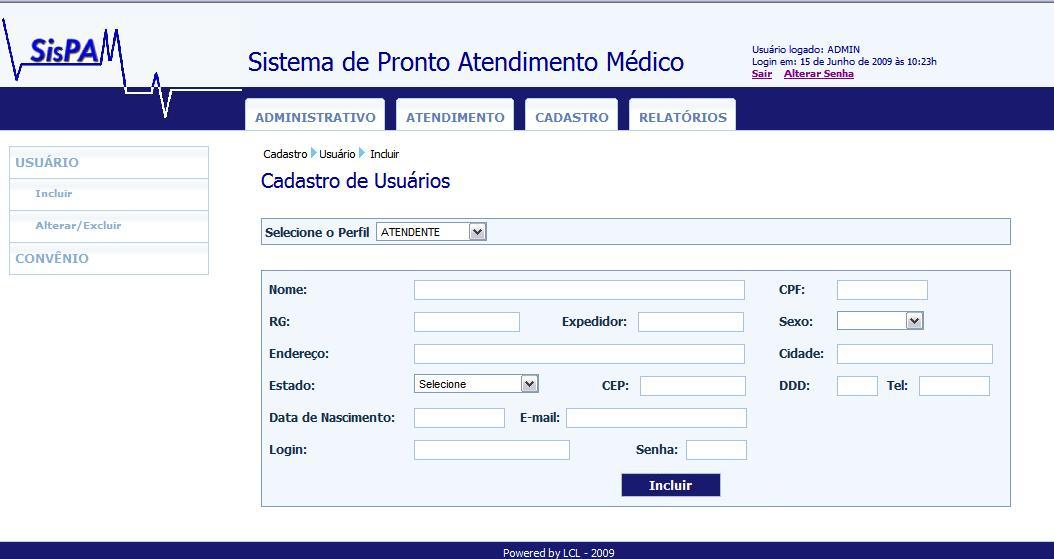 SisPA
Sistema de Pronto Atendimento Médico
Usuário logado: ADMIN
Login em: 15 de Junho de 2009 às 10:23h
Sair Alterar Senha
ADMINISTRATIVO ATENDIMENTO CADASTRO RELATÓRIOS
USUÁRIO
Incluir
Alterar/Excluir
CONVÊNIO
Cadastro Usuário Incluir
Cadastro de Usuários
Selecione o Perfil ATENDENTE
Nome: CPF:
RG: Expedidor: Sexo:
Endereço: Cidade:
Estado: Selecione CEP: DDD: Tel:
Data de Nascimento: E-mail:
Login: Senha:
Incluir
Powered by LCL - 2009